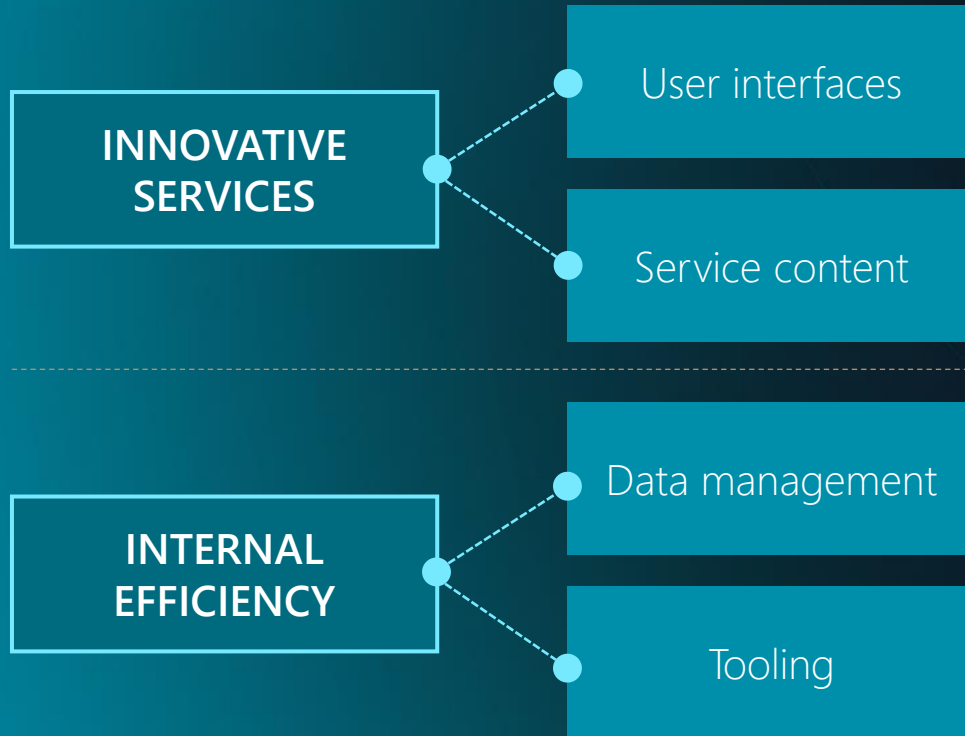 INNOVATIVE
SERVICES
User interfaces
Service content
INTERNAL
EFFICIENCY
Data management
Tooling